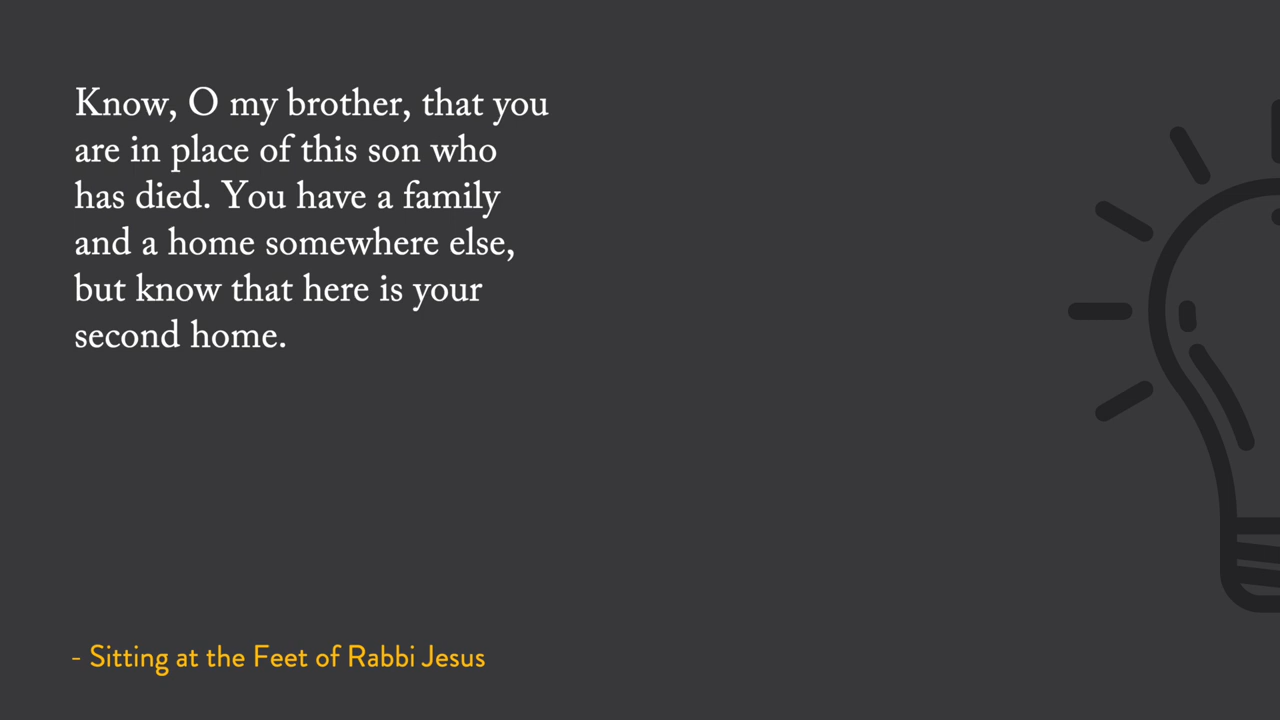 Know, O my brother, that you
are in place of this son who
has died. You have a family
and a home somewhere else,
but know that here is your
second home.
- Sitting at the Feet of Rabbi Jesus